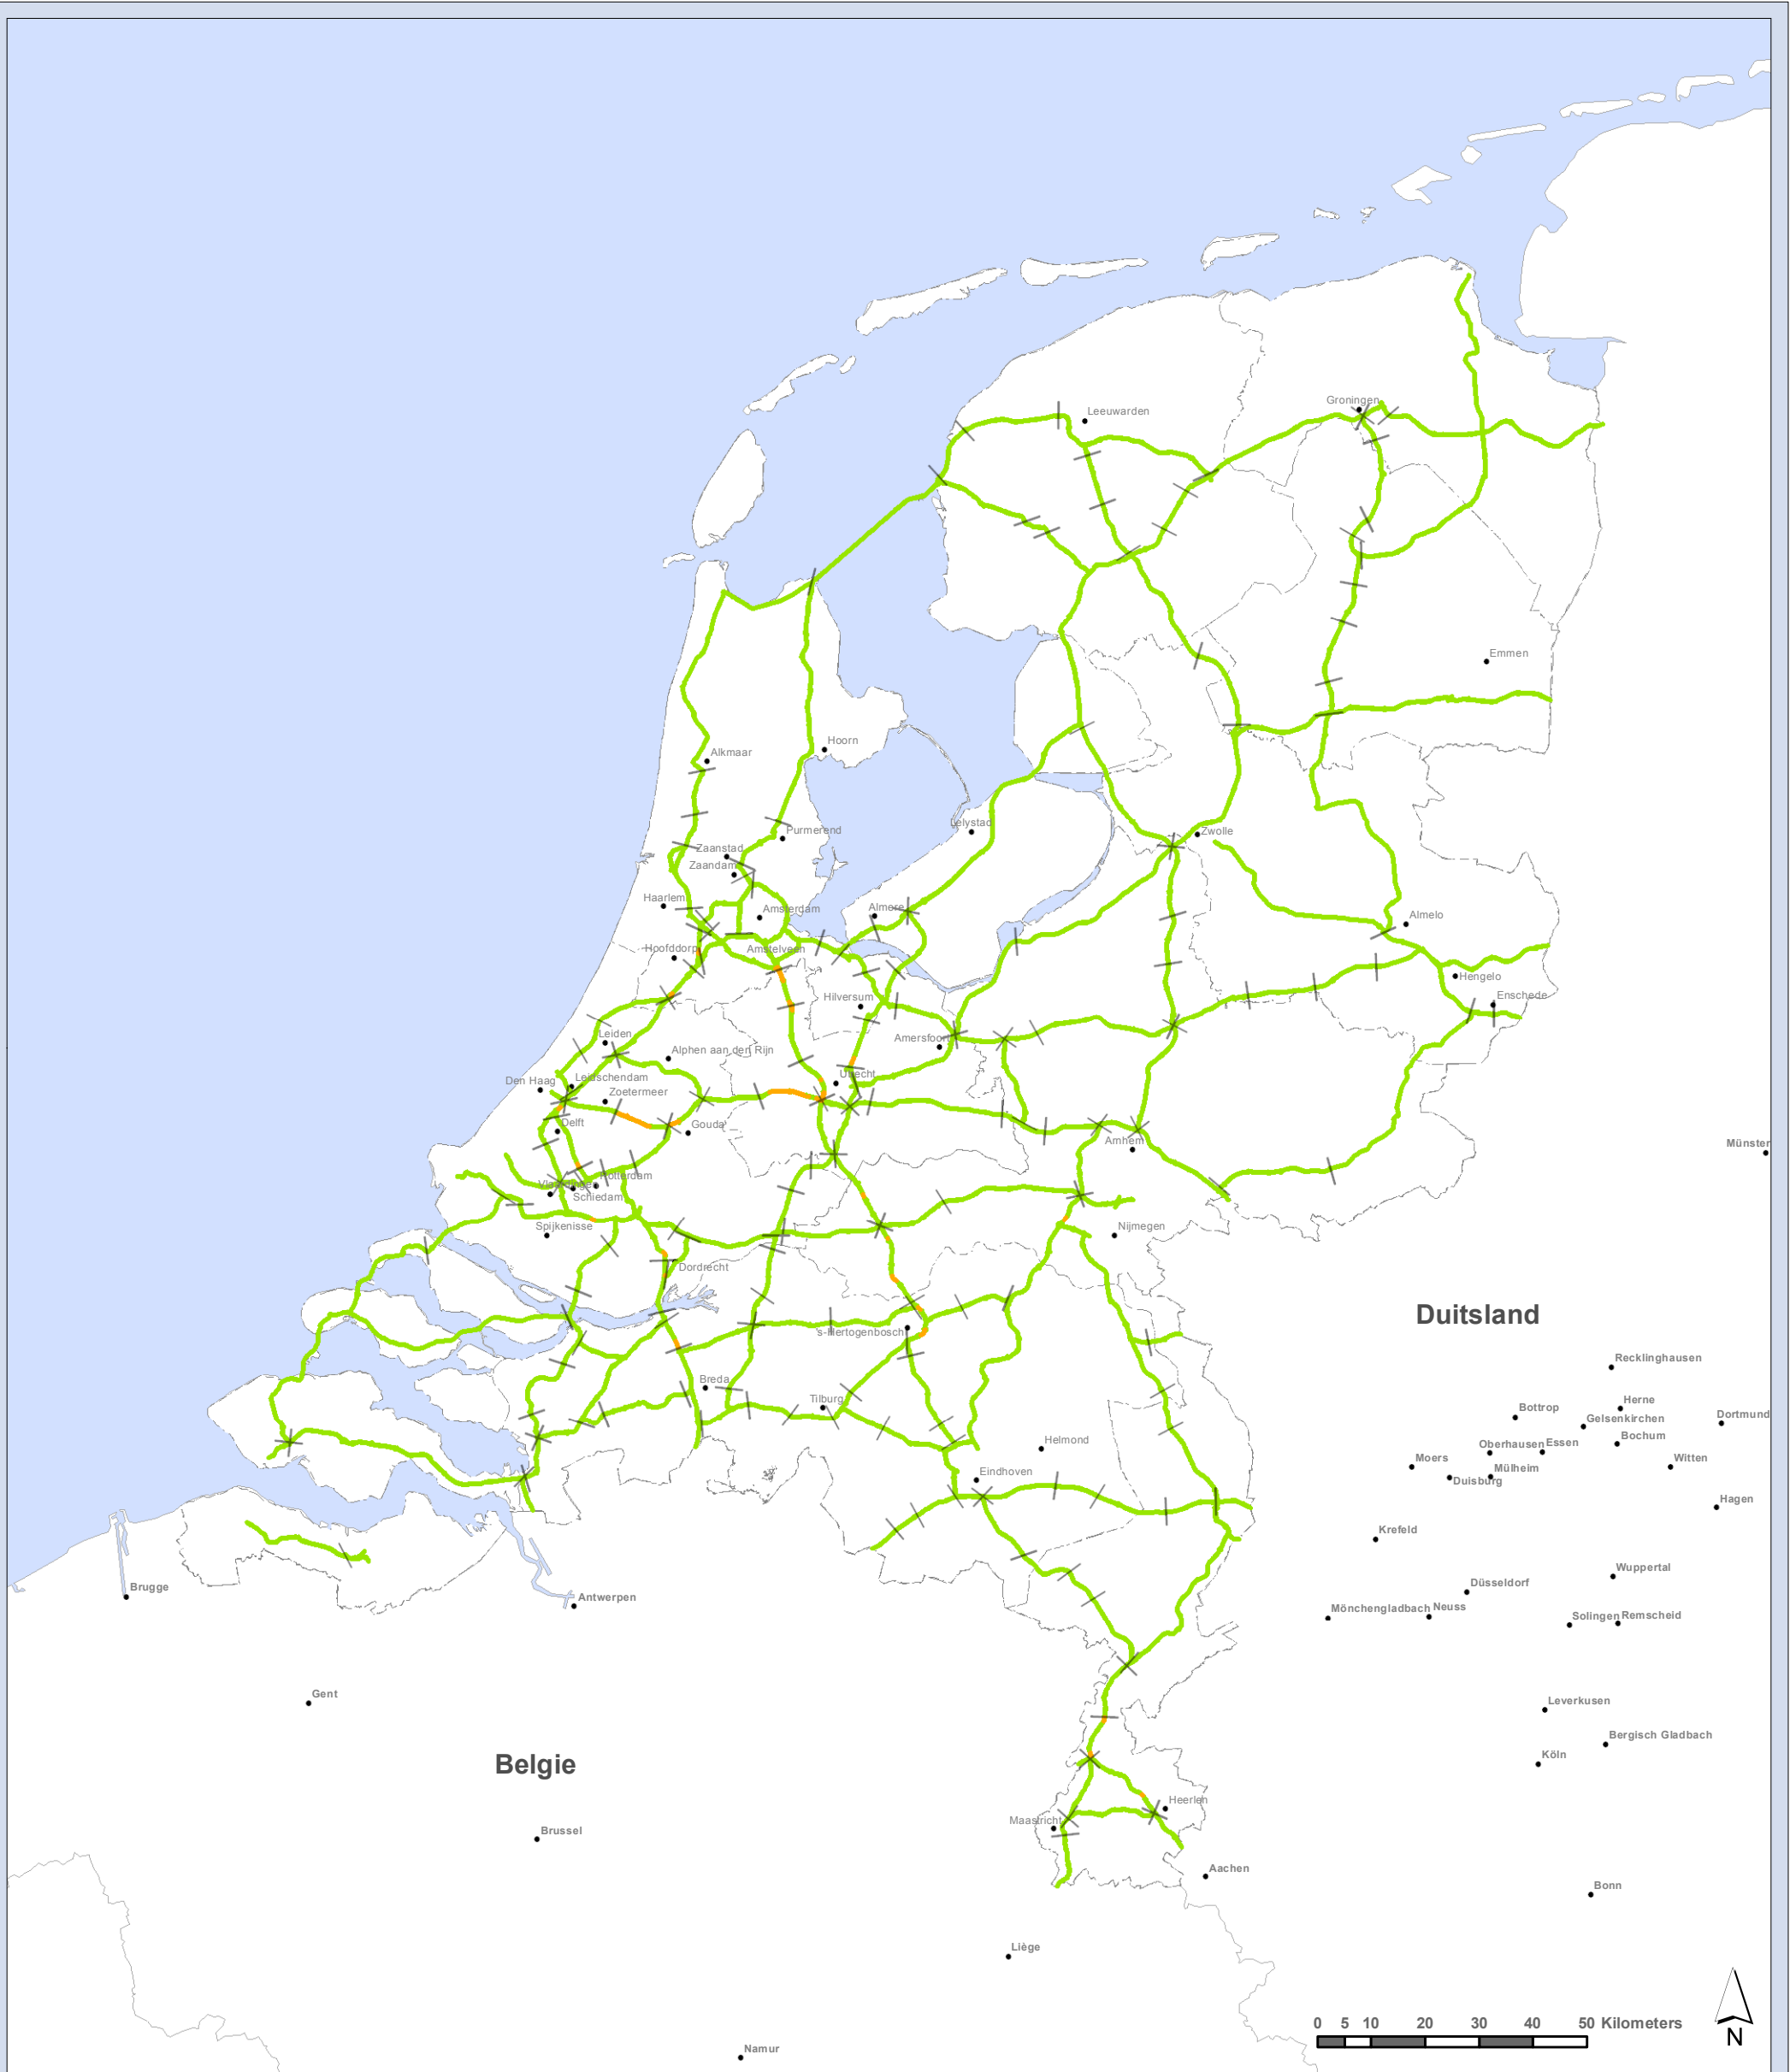 Leeuwarden
Groningen
Emmen
Hoorn
Alkmaar
Lelystad
Purmerend
Zwolle
Zaanstad
Zaandam
Haarlem
Amsterdam
Almere
Almelo
Hoofddorp
Amstelveen
Hengelo
Hilversum
Enschede
Leiden
Amersfoort
Alphen aan den Rijn
Utrecht
Den Haag
Leidschendam
Zoetermeer
Delft
Gouda
Arnhem
Münster
Rotterdam
Vlaardingen
Schiedam
Spijkenisse
Nijmegen
Dordrecht
Duitsland
's-Hertogenbosch
Recklinghausen
Breda
Tilburg
Herne
Bottrop
Gelsenkirchen
Dortmund
Bochum
Helmond
Oberhausen
Essen
Moers
Mülheim
Witten
Eindhoven
Duisburg
Hagen
Krefeld
Wuppertal
Brugge
Düsseldorf
Antwerpen
Mönchengladbach
Neuss
Solingen
Remscheid
Gent
Leverkusen
Bergisch Gladbach
Belgie
Köln
Heerlen
Maastricht
Brussel
Aachen
Bonn
Liège
0 5 10 20 30 40 50 Kilometers
N
Namur